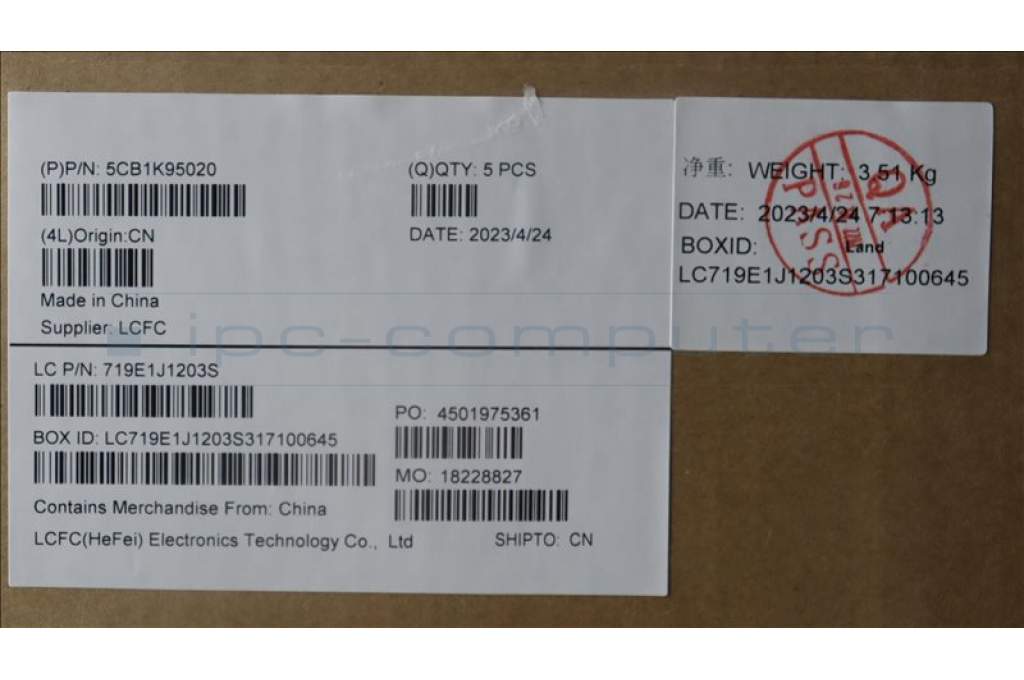 (P)P/N: 5CB1K95020
(Q)QTY: 5 PCS
(4L)Origin:CN
DATE: 2023/4/24
Made in China
Supplier: LCFC
净重: WEIGHT: 3.51 Kg
DATE: 2023/4/24 7:13:13
BOXID: Land
LC719E1J1203S317100645
QA
PASS
ipc-computer
LC P/N: 719E1J1203S
PO: 4501975361
BOX ID: LC719E1J1203S317100645
MO: 18228827
Contains Merchandise From: China
LCFC(HeFei) Electronics Technology Co., Ltd
SHIPTO: CN